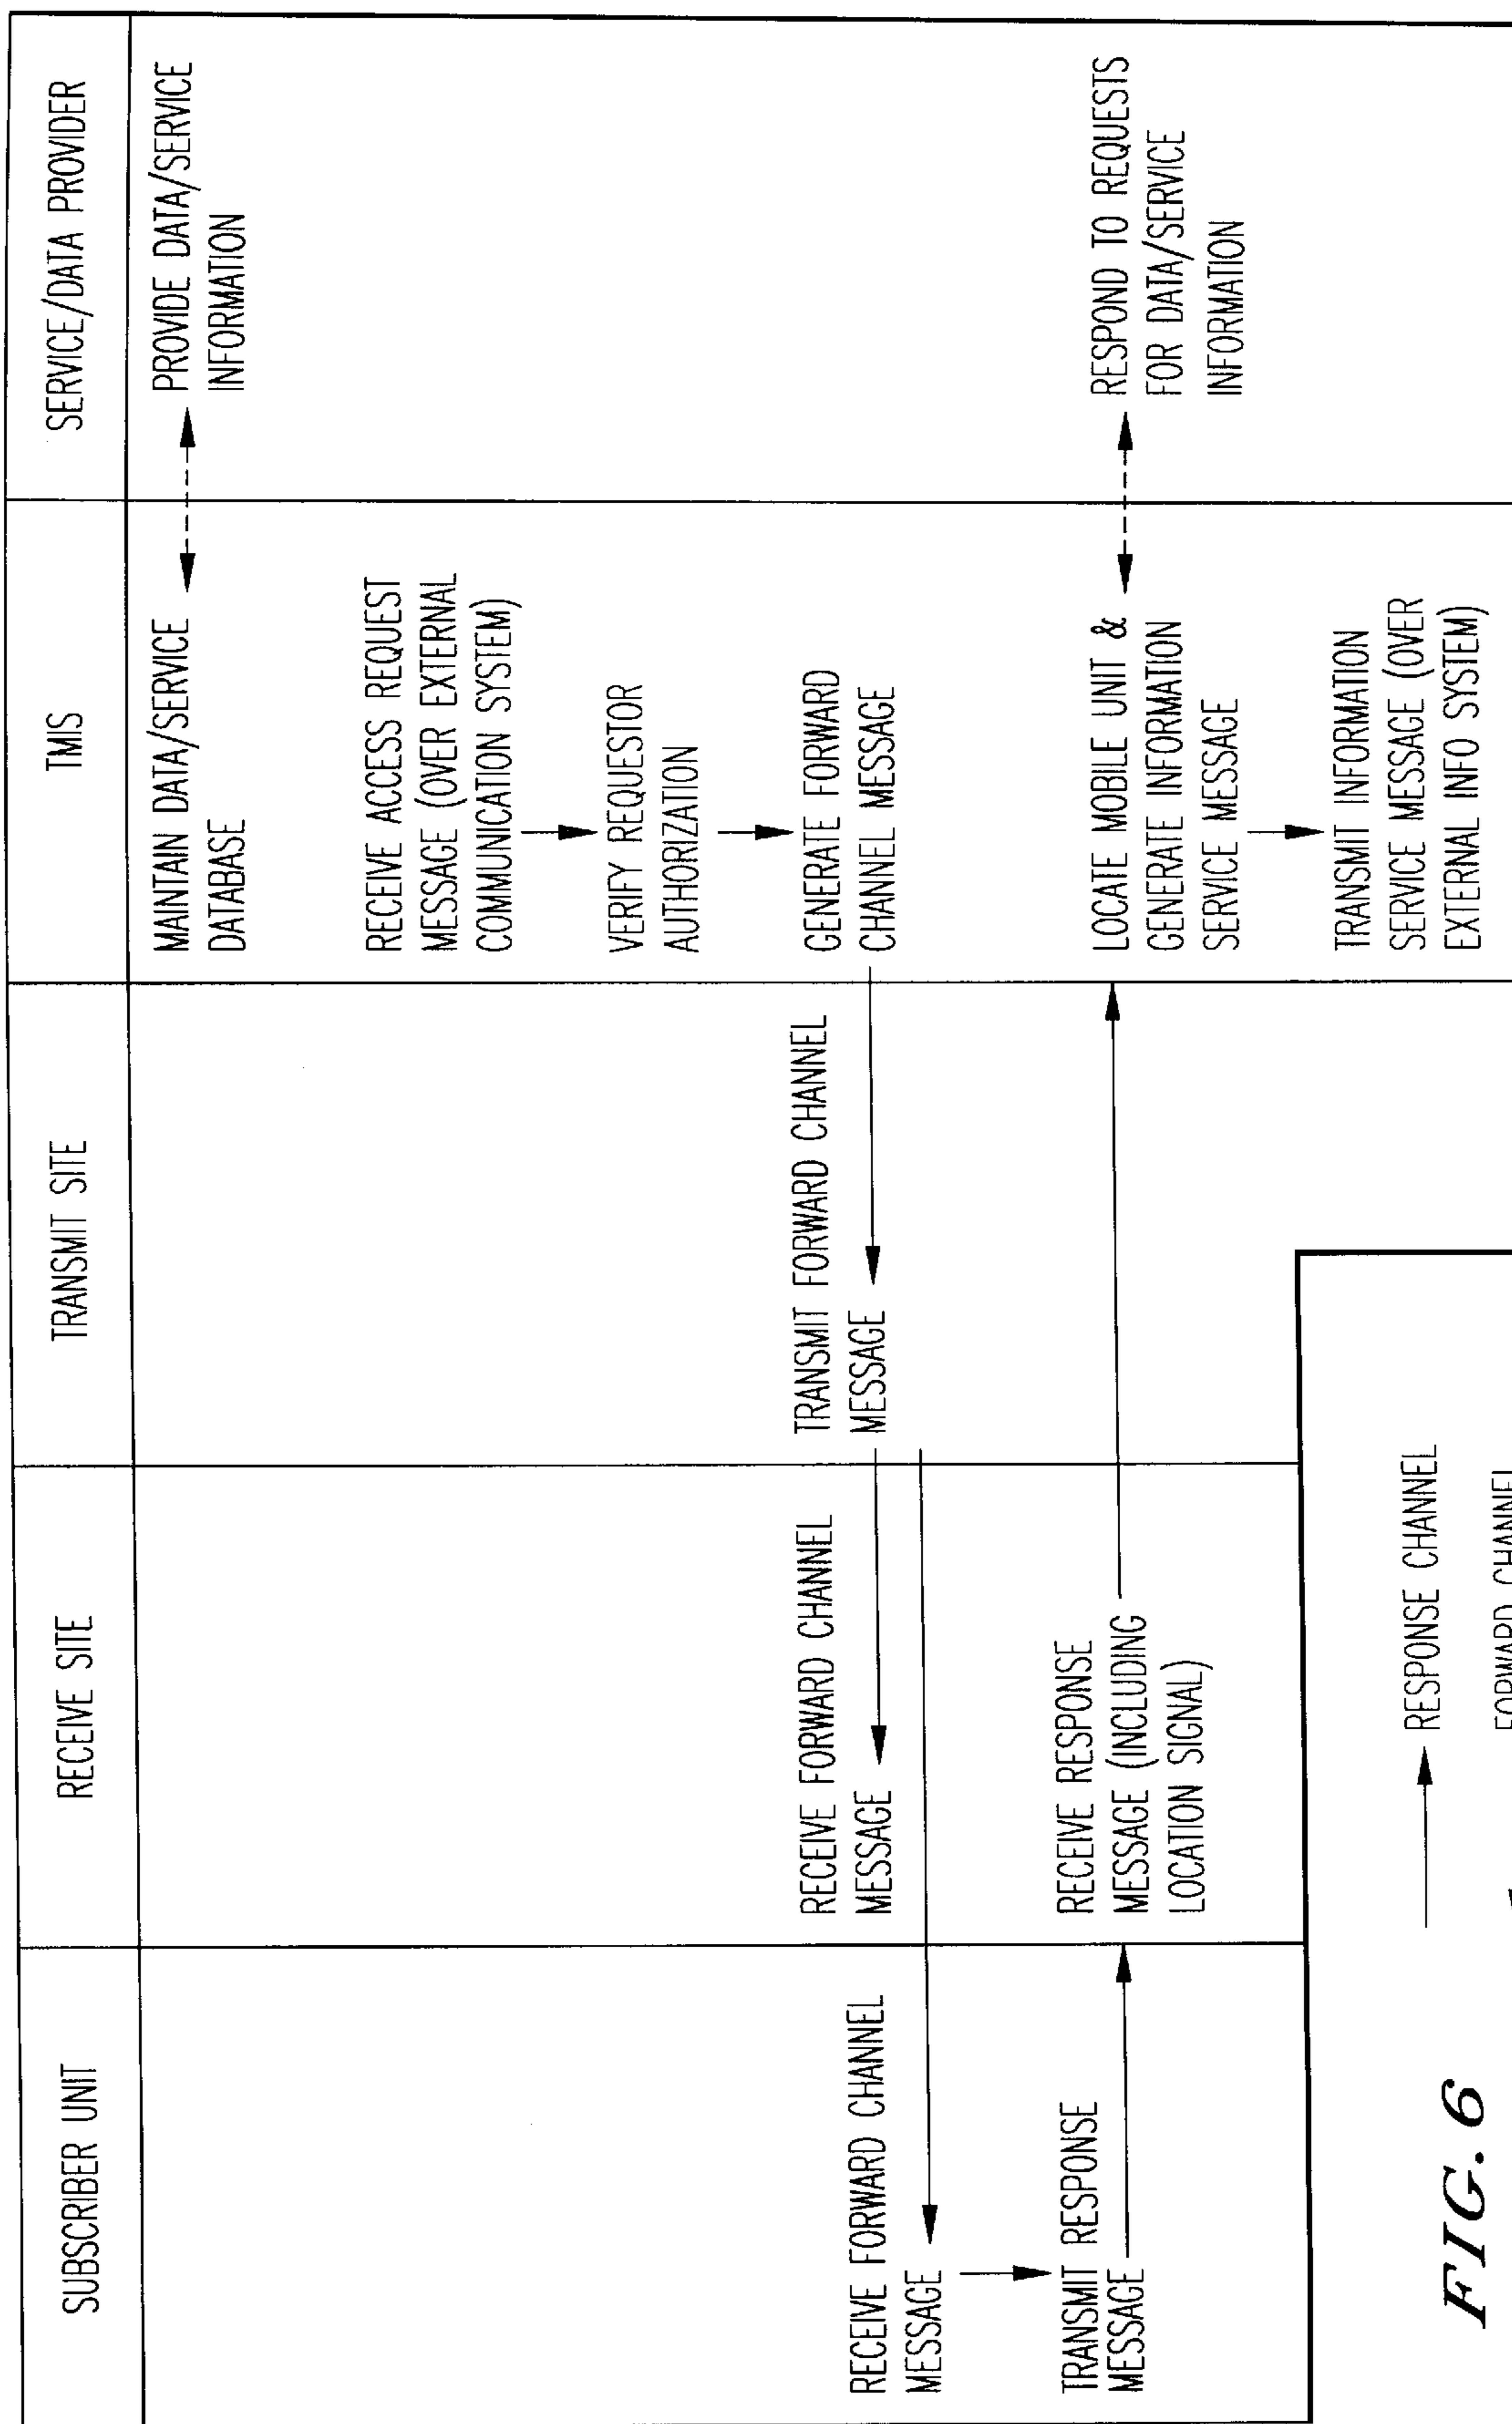 SUBSCRIBER UNIT
RECEIVE SITE
TRANSMIT SITE
TMIS
SERVICE/DATA PROVIDER
MAINTAIN DATA/SERVICE
DATABASE
PROVIDE DATA/SERVICE
INFORMATION
RECEIVE ACCESS REQUEST
MESSAGE (OVER EXTERNAL
COMMUNICATION SYSTEM)
VERIFY REQUESTOR
AUTHORIZATION
GENERATE FORWARD
CHANNEL MESSAGE
TRANSMIT FORWARD CHANNEL
MESSAGE
RECEIVE FORWARD CHANNEL
MESSAGE
RECEIVE FORWARD CHANNEL
MESSAGE
TRANSMIT RESPONSE
MESSAGE
RECEIVE RESPONSE
MESSAGE (INCLUDING
LOCATION SIGNAL)
LOCATE MOBILE UNIT &
GENERATE INFORMATION
SERVICE MESSAGE
RESPOND TO REQUESTS
FOR DATA/SERVICE
INFORMATION
TRANSMIT INFORMATION
SERVICE MESSAGE (OVER
EXTERNAL INFO SYSTEM)
RESPONSE CHANNEL
FORWARD CHANNEL
FIG. 6